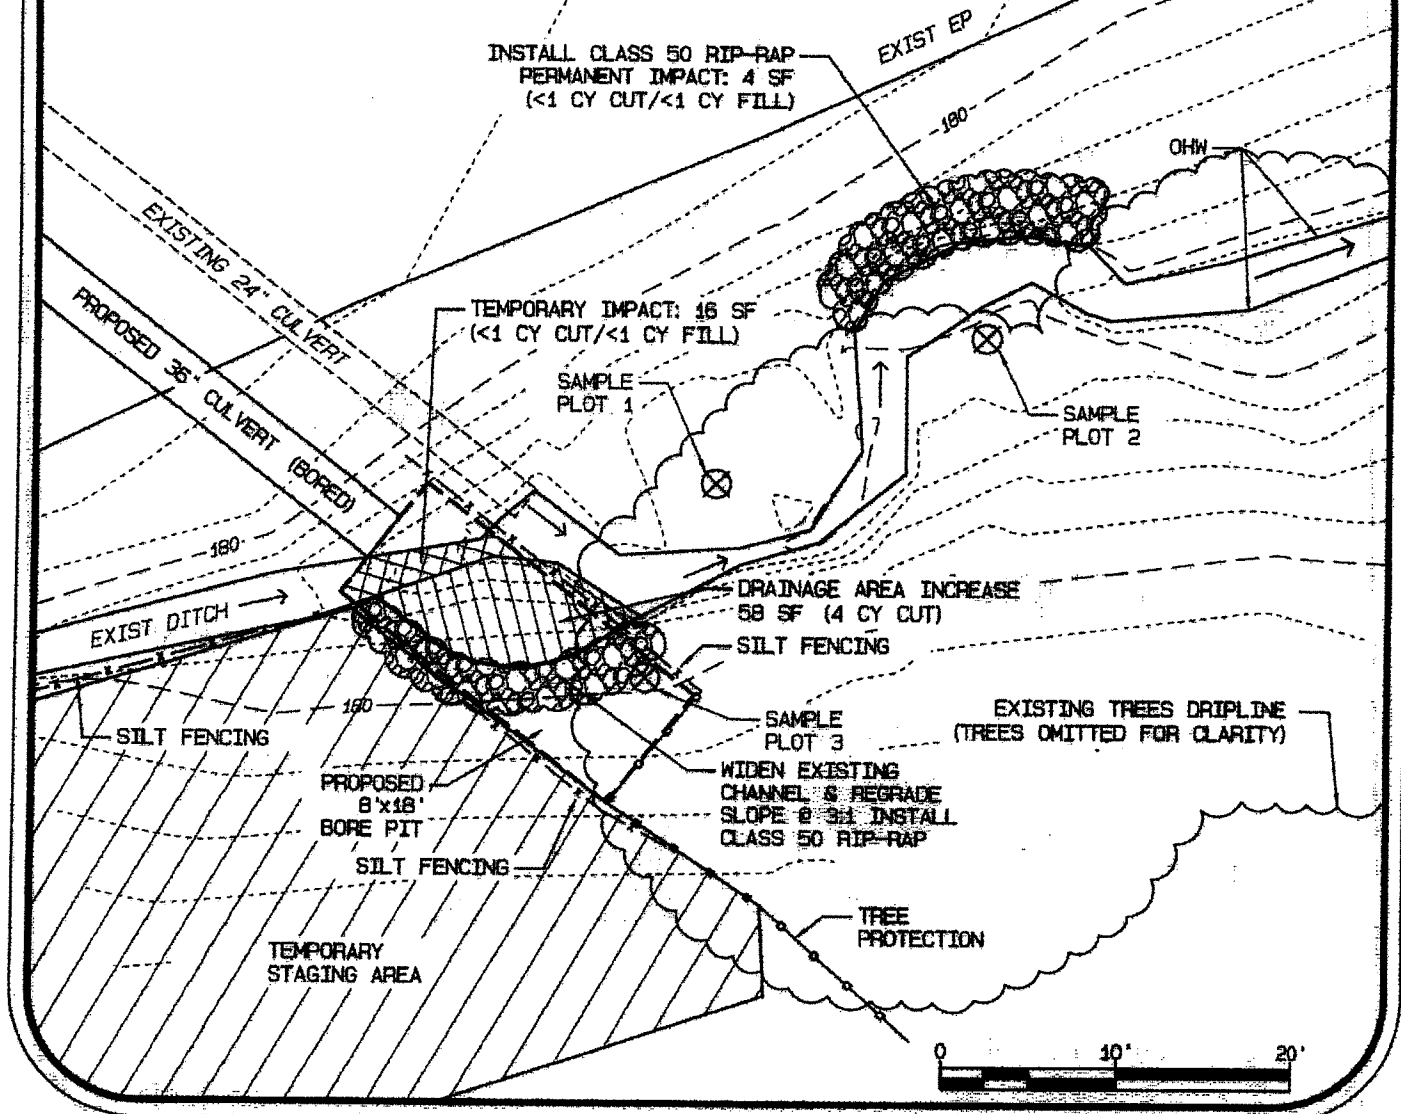 INSTALL CLASS 50 RIP-RAP
PERMANENT IMPACT: 4 SF
(<1 CY CUT/<1 CY FILL)
EXIST EP
180
OHW
EXISTING 24" CULVERT
PROPOSED 36" CULVERT (BORED)
TEMPORARY IMPACT: 16 SF
(<1 CY CUT/<1 CY FILL)
SAMPLE
PLOT 1
SAMPLE
PLOT 2
180
EXIST DITCH
DRAINAGE AREA INCREASE
58 SF (4 CY CUT)
SILT FENCING
180
SILT FENCING
SAMPLE
PLOT 3
EXISTING TREES DRIPLINE
(TREES OMITTED FOR CLARITY)
PROPOSED
8'x18'
BORE PIT
WIDEN EXISTING
CHANNEL & REGRADE
SLOPE @ 3:1 INSTALL
CLASS 50 RIP-RAP
SILT FENCING
TREE
PROTECTION
TEMPORARY
STAGING AREA
0 10' 20'